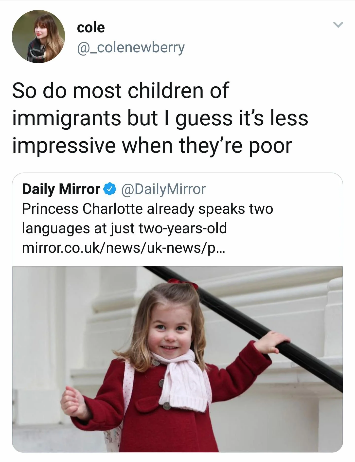 cole
@_colenewberry
So do most children of
immigrants but I guess it's less
impressive when they're poor
Daily Mirror @DailyMirror
Princess Charlotte already speaks two
languages at just two-years-old
mirror.co.uk/news/uk-news/p...